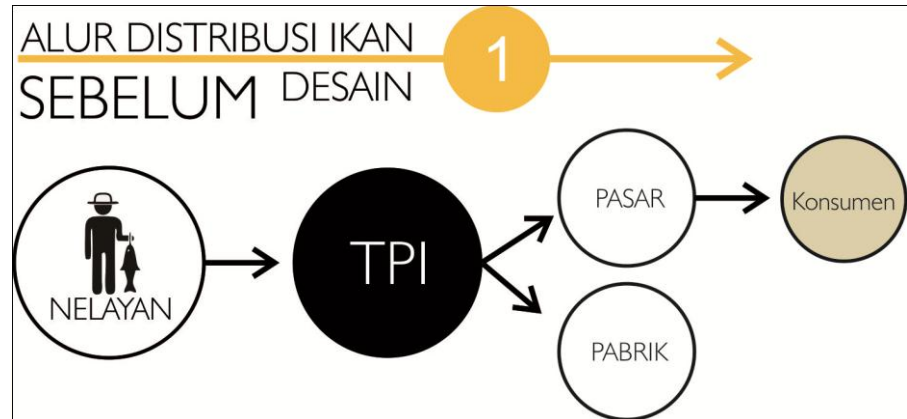 ALUR DISTRIBUSI IKAN
1
SEBELUM DESAIN
NELAYAN
TPI
PASAR
Konsumen
PABRIK